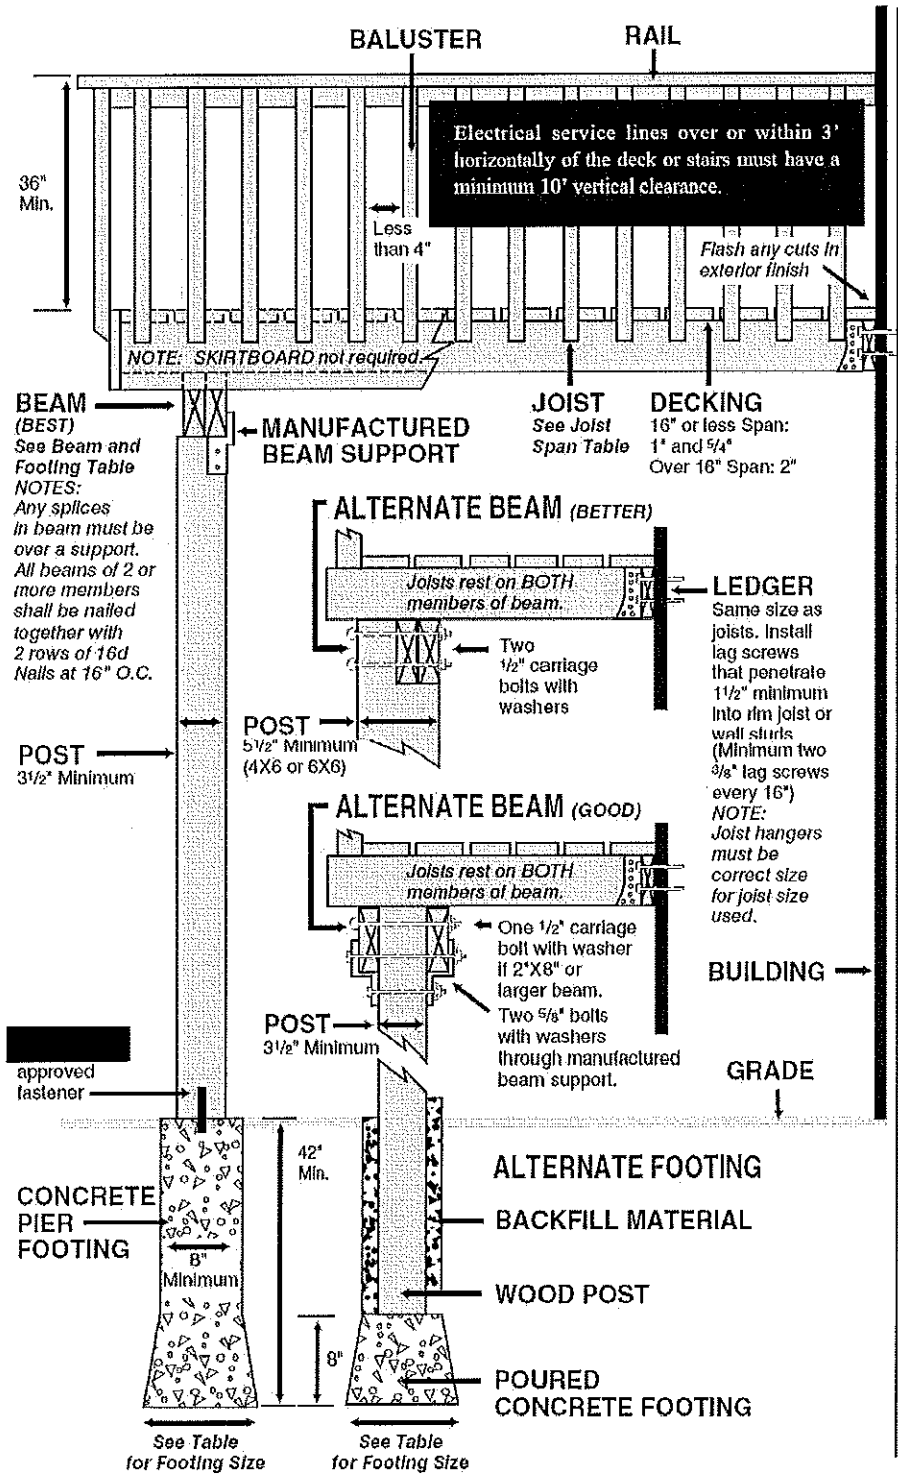 BALUSTER
RAIL
Electrical service lines over or within 3'
horizontally of the deck or stairs must have a
minimum 10' vertical clearance.
36"
Min.
Less
than 4"
Flash any cuts in
exterior finish
NOTE: SKIRTBOARD not required.
BEAM
(BEST)
See Beam and
Footing Table
NOTES:
Any splices
in beam must be
over a support.
All beams of 2 or
more members
shall be nailed
together with
2 rows of 16d
Nails at 16" O.C.
MANUFACTURED
BEAM SUPPORT
JOIST
See Joist
Span Table
DECKING
16" or less Span:
1" and 5/4"
Over 16" Span: 2"
ALTERNATE BEAM (BETTER)
Joists rest on BOTH
members of beam.
Two
1/2" carriage
bolts with
washers
POST
5 1/2" Minimum
(4X6 or 6X6)
LEDGER
Same size as
joists. Install
lag screws
that penetrate
1 1/2" minimum
into rim joist or
wall studs
(Minimum two
3/8" lag screws
every 16")
NOTE:
Joist hangers
must be
correct size
for joist size
used.
POST
3 1/2" Minimum
ALTERNATE BEAM (GOOD)
Joists rest on BOTH
members of beam.
One 1/2" carriage
bolt with washer
if 2"X8" or
larger beam.
Two 5/8" bolts
with washers
through manufactured
beam support.
POST
3 1/2" Minimum
BUILDING
approved
fastener
GRADE
42"
Min.
CONCRETE
PIER
FOOTING
8"
Minimum
ALTERNATE FOOTING
BACKFILL MATERIAL
WOOD POST
8"
POURED
CONCRETE FOOTING
See Table
for Footing Size
See Table
for Footing Size